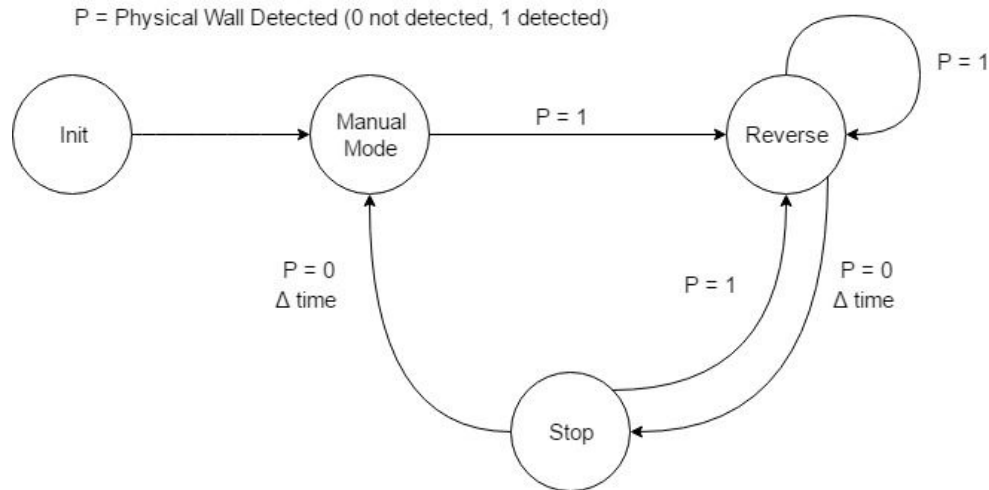 P = Physical Wall Detected (0 not detected, 1 detected)
Init
Manual
Mode
P = 1
Reverse
P = 1
P = 0
Δ time
P = 1
P = 0
Δ time
Stop